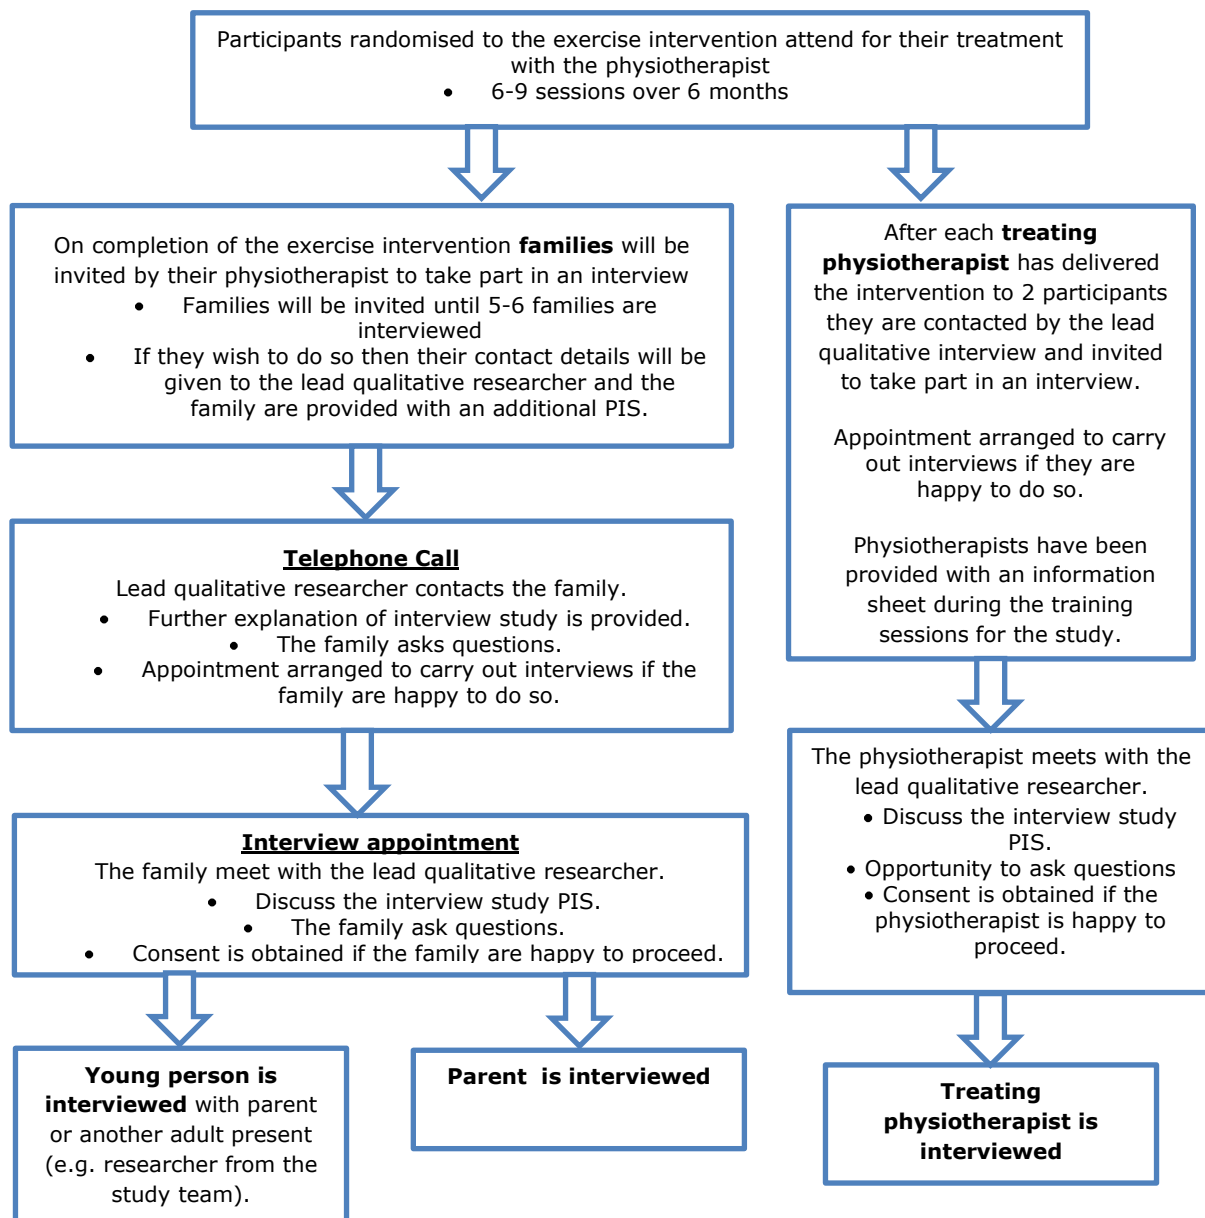 Participants randomised to the exercise intervention attend for their treatment
with the physiotherapist
• 6-9 sessions over 6 months
On completion of the exercise intervention families will be
invited by their physiotherapist to take part in an interview
• Families will be invited until 5-6 families are
interviewed
• If they wish to do so then their contact details will be
given to the lead qualitative researcher and the
family are provided with an additional PIS.
Telephone Call
Lead qualitative researcher contacts the family.
• Further explanation of interview study is provided.
• The family asks questions.
• Appointment arranged to carry out interviews if the
family are happy to do so.
Interview appointment
The family meet with the lead qualitative researcher.
• Discuss the interview study PIS.
• The family ask questions.
• Consent is obtained if the family are happy to proceed.
Young person is
interviewed with parent
or another adult present
(e.g. researcher from the
study team).
Parent is interviewed
After each treating
physiotherapist has delivered
the intervention to 2 participants
they are contacted by the lead
qualitative interview and invited
to take part in an interview.
Appointment arranged to carry
out interviews if they are
happy to do so.
Physiotherapists have been
provided with an information
sheet during the training
sessions for the study.
The physiotherapist meets with the
lead qualitative researcher.
• Discuss the interview study
PIS.
• Opportunity to ask questions
• Consent is obtained if the
physiotherapist is happy to
proceed.
Treating
physiotherapist is
interviewed